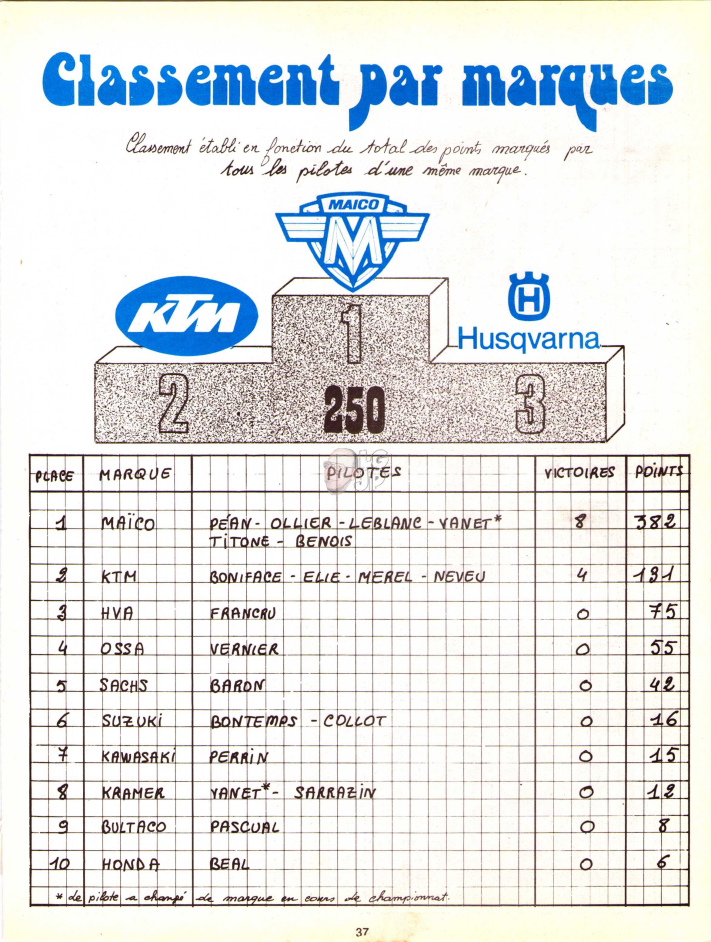 Classement par marques
Classement établi en fonction du total des points marqués par
tous les pilotes d'une même marque.
MAICO
M
KTM
H
Husqvarna
1
2
250
3
PLACE MARQUE PILOTES VICTOIRES POINTS
1 MAÏCO PÉAN - OLLIER - LEBLANC - VANET* 8 382
TITONE - BENOIS
2 KTM BONIFACE - ELIE - MEREL - NEVEU 4 191
3 HVA FRANCRU 0 75
4 OSSA VERNIER 0 55
5 SACHS BARON 0 42
6 SUZUKI BONTEMPS - COLLOT 0 16
7 KAWASAKI PERRIN 0 15
8 KRAMER VANET* - SARRAZIN 0 12
9 BULTACO PASCUAL 0 8
10 HONDA BEAL 0 6
* Le pilote a changé de marque en cours de championnat.
37